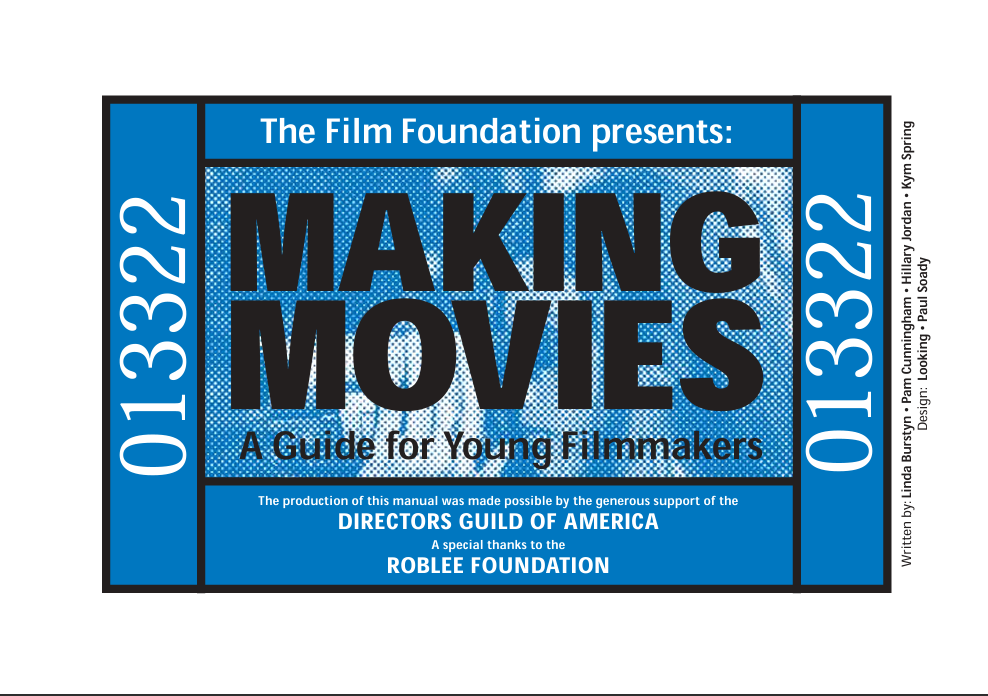 The Film Foundation presents:
013322
MAKING
MOVIES
A Guide for Young Filmmakers
013322
The production of this manual was made possible by the generous support of the
DIRECTORS GUILD OF AMERICA
A special thanks to the
ROBLEE FOUNDATION
Written by: Linda Burstyn • Pam Cunningham • Hillary Jordan • Kym Spring
Design: Looking • Paul Soady